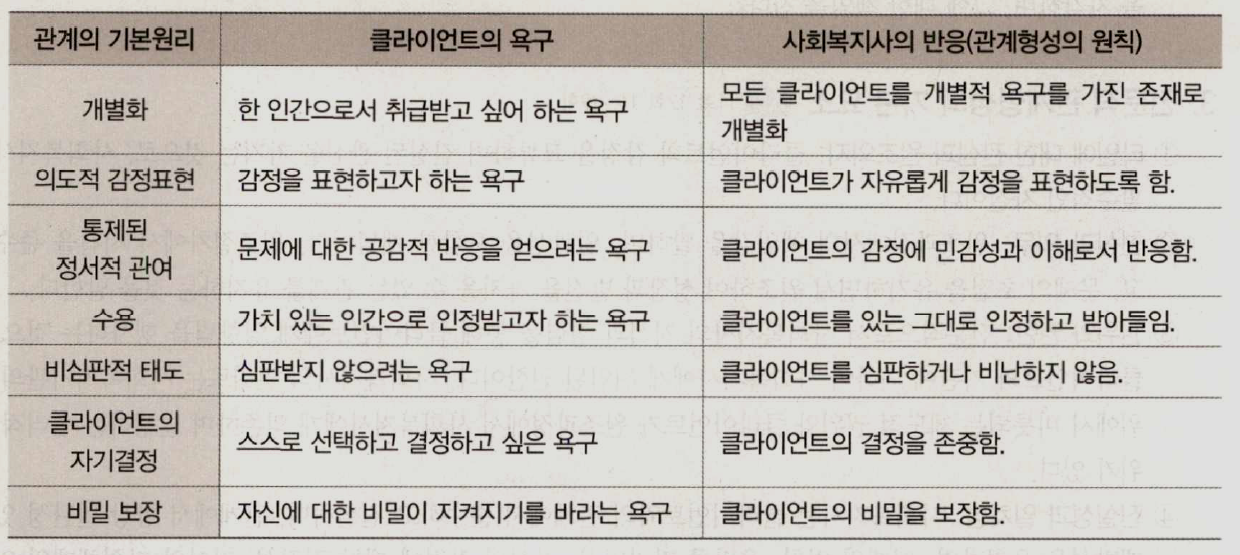 관계의 기본원리 클라이언트의 욕구 사회복지사의 반응(관계형성의 원칙)
개별화 한 인간으로서 취급받고 싶어 하는 욕구 모든 클라이언트를 개별적 욕구를 가진 존재로
개별화
의도적 감정표현 감정을 표현하고자 하는 욕구 클라이언트가 자유롭게 감정을 표현하도록 함.
통제된
정서적 관여 문제에 대한 공감적 반응을 얻으려는 욕구 클라이언트의 감정에 민감성과 이해로서 반응함.
수용 가치 있는 인간으로 인정받고자 하는 욕구 클라이언트를 있는 그대로 인정하고 받아들임.
비심판적 태도 심판받지 않으려는 욕구 클라이언트를 심판하거나 비난하지 않음.
클라이언트의
자기결정 스스로 선택하고 결정하고 싶은 욕구 클라이언트의 결정을 존중함.
비밀 보장 자신에 대한 비밀이 지켜지기를 바라는 욕구 클라이언트의 비밀을 보장함.